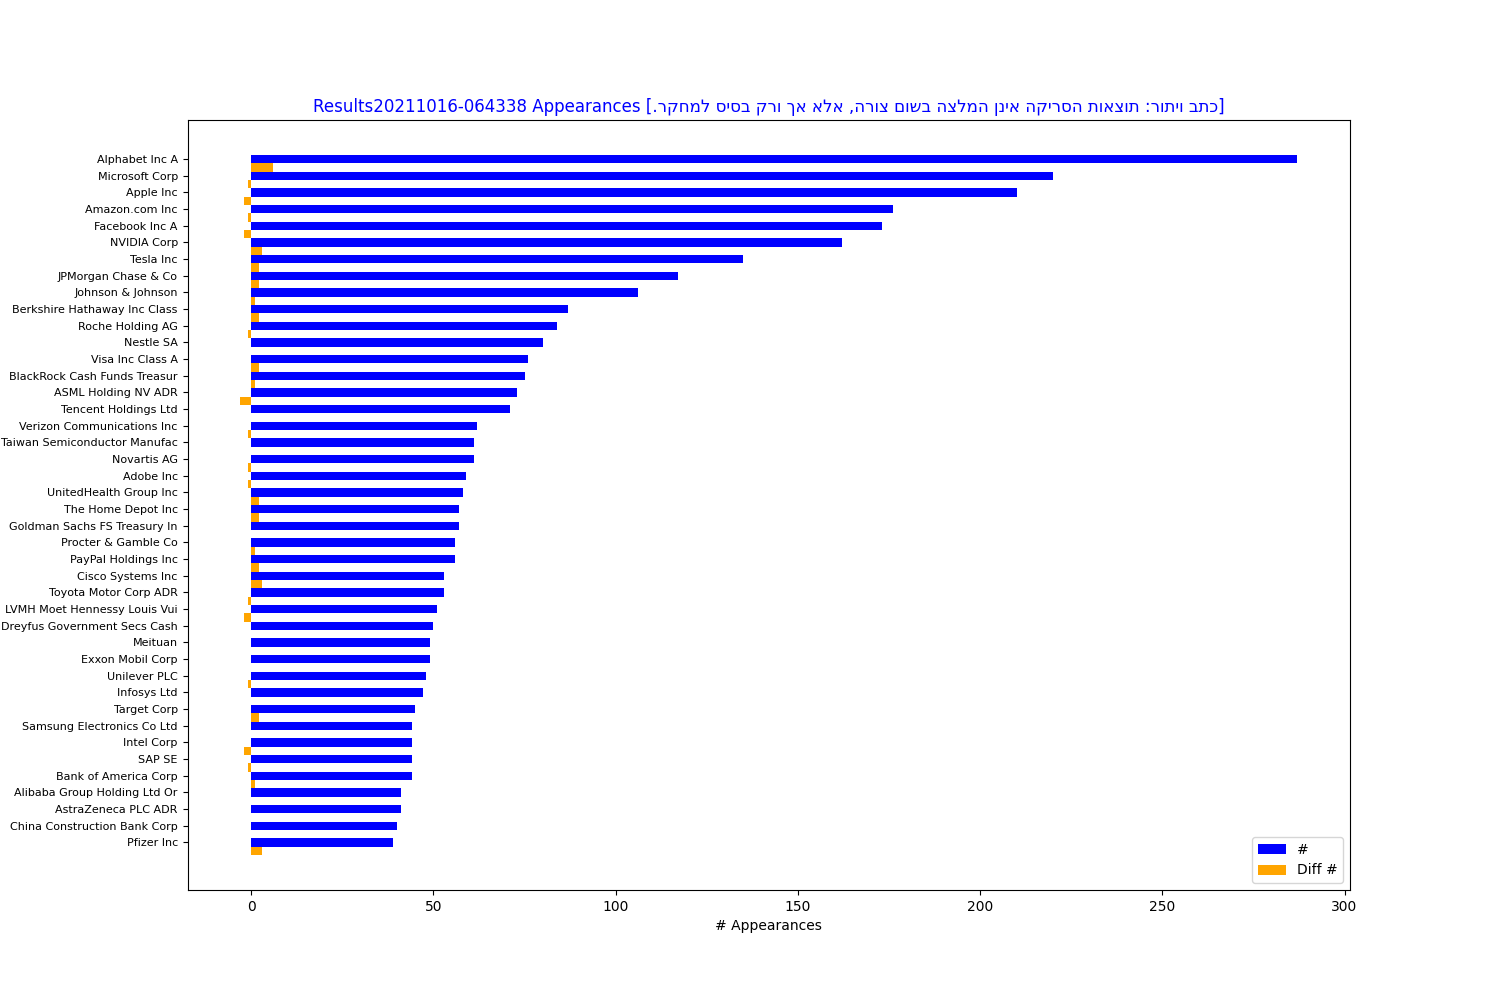 Results20211016-064338 Appearances [כתב ויתור: תוצאות הסריקה אינן המלצה בשום צורה, אלא אך ורק בסיס למחקר.]
Alphabet Inc A
Microsoft Corp
Apple Inc
Amazon.com Inc
Facebook Inc A
NVIDIA Corp
Tesla Inc
JPMorgan Chase & Co
Johnson & Johnson
Berkshire Hathaway Inc Class
Roche Holding AG
Nestle SA
Visa Inc Class A
BlackRock Cash Funds Treasur
ASML Holding NV ADR
Tencent Holdings Ltd
Verizon Communications Inc
Taiwan Semiconductor Manufac
Novartis AG
Adobe Inc
UnitedHealth Group Inc
The Home Depot Inc
Goldman Sachs FS Treasury In
Procter & Gamble Co
PayPal Holdings Inc
Cisco Systems Inc
Toyota Motor Corp ADR
LVMH Moet Hennessy Louis Vui
Dreyfus Government Secs Cash
Meituan
Exxon Mobil Corp
Unilever PLC
Infosys Ltd
Target Corp
Samsung Electronics Co Ltd
Intel Corp
SAP SE
Bank of America Corp
Alibaba Group Holding Ltd Or
AstraZeneca PLC ADR
China Construction Bank Corp
Pfizer Inc
#
Diff #
0 50 100 150 200 250 300
# Appearances